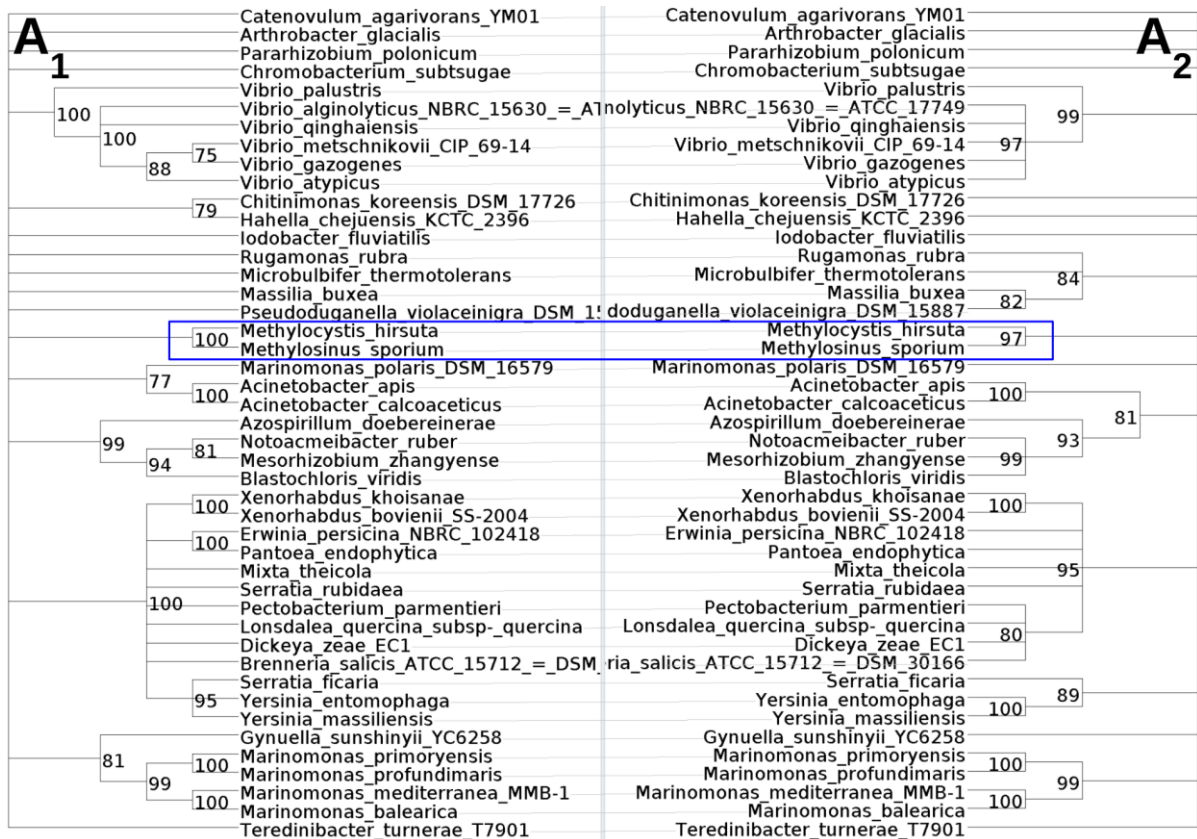 A1
A2
Catenovulum_agarivorans_YM01 Catenovulum_agarivorans_YM01
Arthrobacter_glacialis Arthrobacter_glacialis
Pararhizobium_polonicum Pararhizobium_polonicum
Chromobacterium_subtsugae Chromobacterium_subtsugae
Vibrio_palustris Vibrio_palustris
100 Vibrio_alginolyticus_NBRC_15630_=_AT nolyticus_NBRC_15630_=_ATCC_17749 99
100 Vibrio_qinghaiensis Vibrio_qinghaiensis
75 Vibrio_metschnikovii_CIP_69-14 Vibrio_metschnikovii_CIP_69-14 97
88 Vibrio_gazogenes Vibrio_gazogenes
Vibrio_atypicus Vibrio_atypicus
79 Chitinimonas_koreensis_DSM_17726 Chitinimonas_koreensis_DSM_17726
Hahella_chejuensis_KCTC_2396 Hahella_chejuensis_KCTC_2396
Iodobacter_fluviatilis Iodobacter_fluviatilis
Rugamonas_rubra Rugamonas_rubra
Microbulbifer_thermotolerans Microbulbifer_thermotolerans 84
Massilia_buxea Massilia_buxea 82
Pseudoduganella_violaceinigra_DSM_15 doduganella_violaceinigra_DSM_15887
100 Methylocystis_hirsuta Methylocystis_hirsuta 97
Methylosinus_sporium Methylosinus_sporium
77 Marinomonas_polaris_DSM_16579 Marinomonas_polaris_DSM_16579
100 Acinetobacter_apis Acinetobacter_apis 100
Acinetobacter_calcoaceticus Acinetobacter_calcoaceticus 81
Azospirillum_doebereinerae Azospirillum_doebereinerae
99 81 Notoacmeibacter_ruber Notoacmeibacter_ruber 93
94 Mesorhizobium_zhangyense Mesorhizobium_zhangyense 99
Blastochloris_viridis Blastochloris_viridis
100 Xenorhabdus_khoisanae Xenorhabdus_khoisanae 100
Xenorhabdus_bovienii_SS-2004 Xenorhabdus_bovienii_SS-2004
100 Erwinia_persicina_NBRC_102418 Erwinia_persicina_NBRC_102418
Pantoea_endophytica Pantoea_endophytica
Mixta_theicola Mixta_theicola 95
Serratia_rubidaea Serratia_rubidaea
100 Pectobacterium_parmentieri Pectobacterium_parmentieri
Lonsdalea_quercina_subsp-_quercina Lonsdalea_quercina_subsp-_quercina 80
Dickeya_zeae_EC1 Dickeya_zeae_EC1
Brenneria_salicis_ATCC_15712_=_DSM_ ria_salicis_ATCC_15712_=_DSM_30166
Serratia_ficaria Serratia_ficaria 89
95 Yersinia_entomophaga Yersinia_entomophaga 100
Yersinia_massiliensis Yersinia_massiliensis
81 Gynuella_sunshinyii_YC6258 Gynuella_sunshinyii_YC6258
100 Marinomonas_primoryensis Marinomonas_primoryensis 100
99 Marinomonas_profundimaris Marinomonas_profundimaris 99
100 Marinomonas_mediterranea_MMB-1 Marinomonas_mediterranea_MMB-1 100
Marinomonas_balearica Marinomonas_balearica
Teredinibacter_turnerae_T7901 Teredinibacter_turnerae_T7901